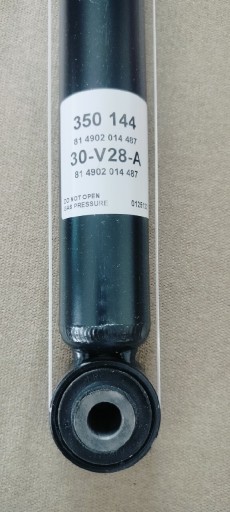 350 144
81 4902 014 487
30-V28-A
81 4902 014 487
DO NOT OPEN
GAS PRESSURE